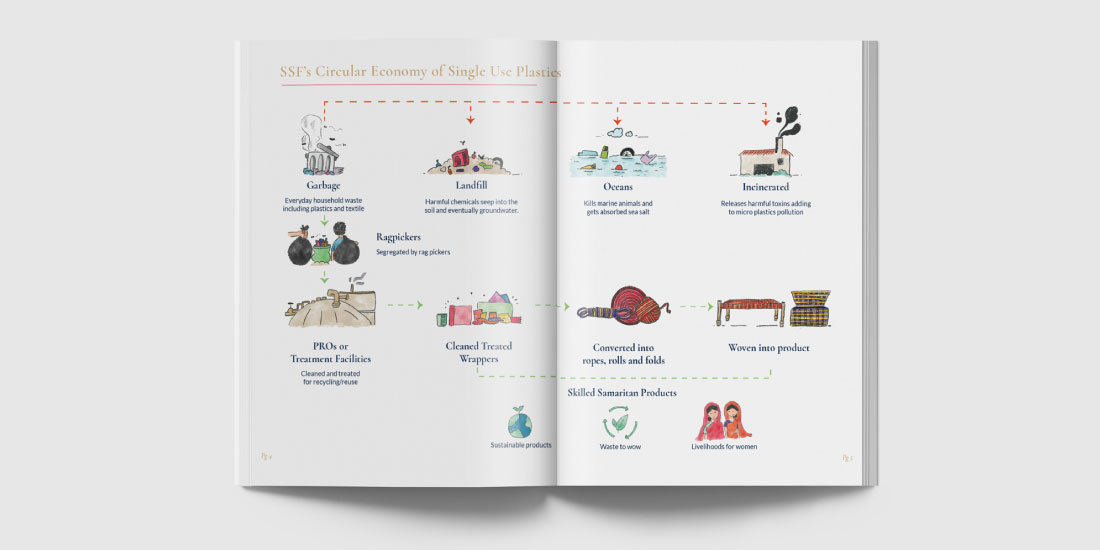 SSF's Circular Economy of Single Use Plastics
Garbage
Everyday household waste
including plastics and textile
Landfill
Harmful chemicals seep into the
soil and eventually groundwater.
Oceans
Kills marine animals and
gets absorbed sea salt
Incinerated
Releases harmful toxins adding
to micro plastics pollution
Ragpickers
Segregated by rag pickers
PROs or
Treatment Facilities
Cleaned and treated
for recycling/reuse
Cleaned Treated
Wrappers
Converted into
ropes, rolls and folds
Woven into product
Skilled Samaritan Products
Sustainable products
Waste to wow
Livelihoods for women
Pg 4
Pg 5